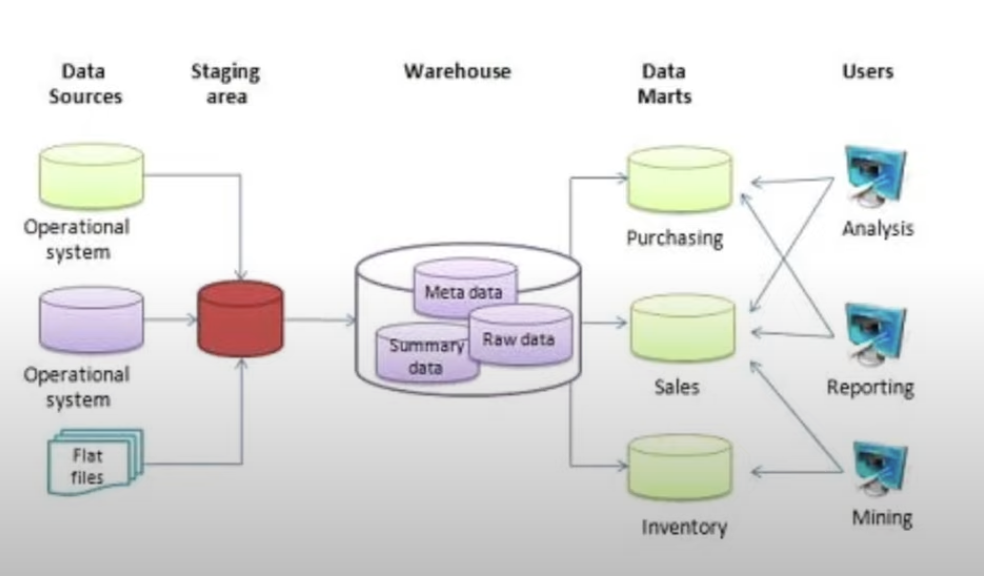 Data
Sources
Staging
area
Warehouse
Data
Marts
Users
Operational
system
Operational
system
Flat
files
Meta data
Summary
data
Raw data
Purchasing
Sales
Inventory
Analysis
Reporting
Mining